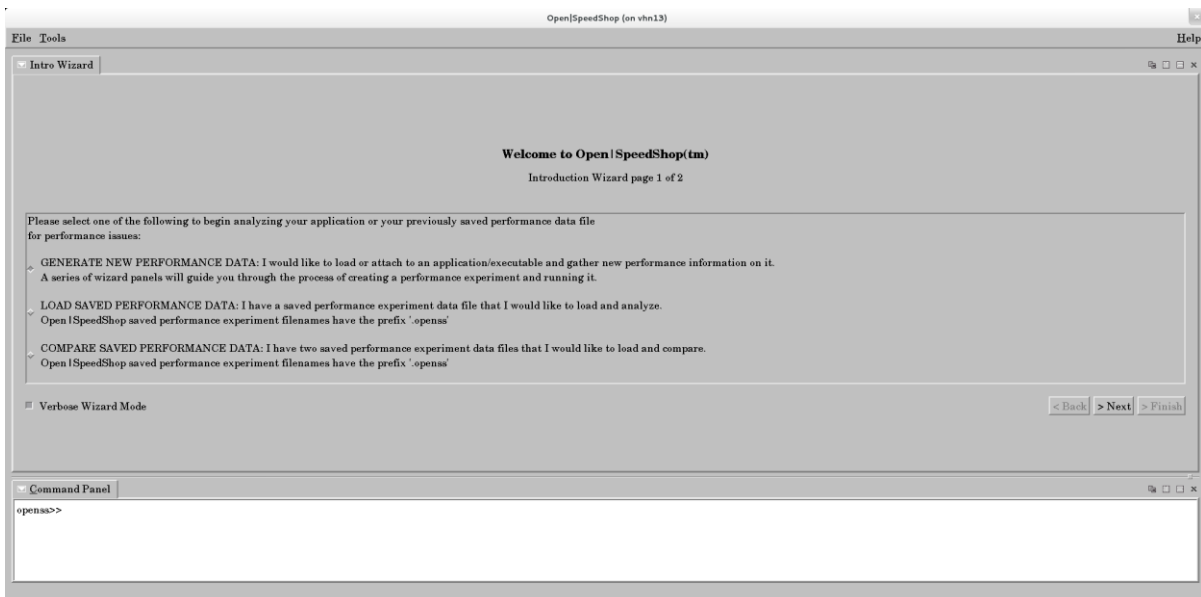 Open|SpeedShop (on vhn13)
File Tools Help
Intro Wizard
Welcome to Open|SpeedShop(tm)
Introduction Wizard page 1 of 2
Please select one of the following to begin analyzing your application or your previously saved performance data file
for performance issues:
GENERATE NEW PERFORMANCE DATA: I would like to load or attach to an application/executable and gather new performance information on it.
A series of wizard panels will guide you through the process of creating a performance experiment and running it.
LOAD SAVED PERFORMANCE DATA: I have a saved performance experiment data file that I would like to load and analyze.
Open|SpeedShop saved performance experiment filenames have the prefix '.openss'
COMPARE SAVED PERFORMANCE DATA: I have two saved performance experiment data files that I would like to load and compare.
Open|SpeedShop saved performance experiment filenames have the prefix '.openss'
Verbose Wizard Mode < Back > Next > Finish
Command Panel
openss>>